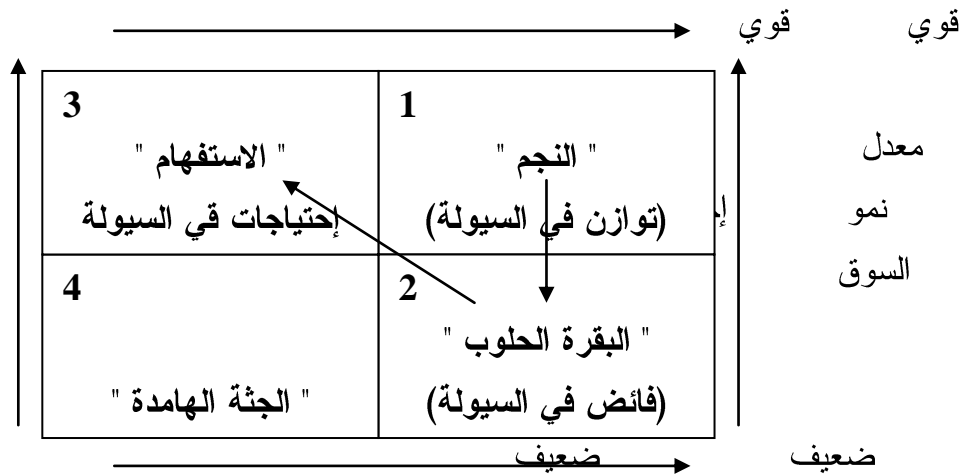 قوي قوي
1
" النجم "
(توازن في السيولة)
3
" الاستفهام "
إحتياجات قي السيولة
معدل
نمو
السوق
2
" البقرة الحلوب "
(فائض في السيولة)
4
" الجثة الهامدة "
ضعيف ضعيف